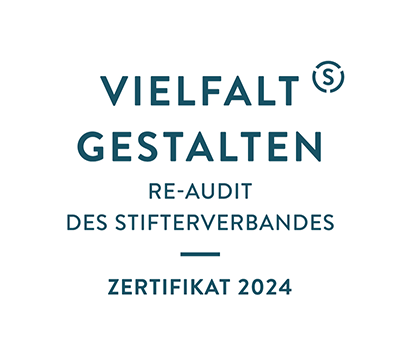 VIELFALT S
GESTALTEN
RE-AUDIT
DES STIFTERVERBANDES
ZERTIFIKAT 2024